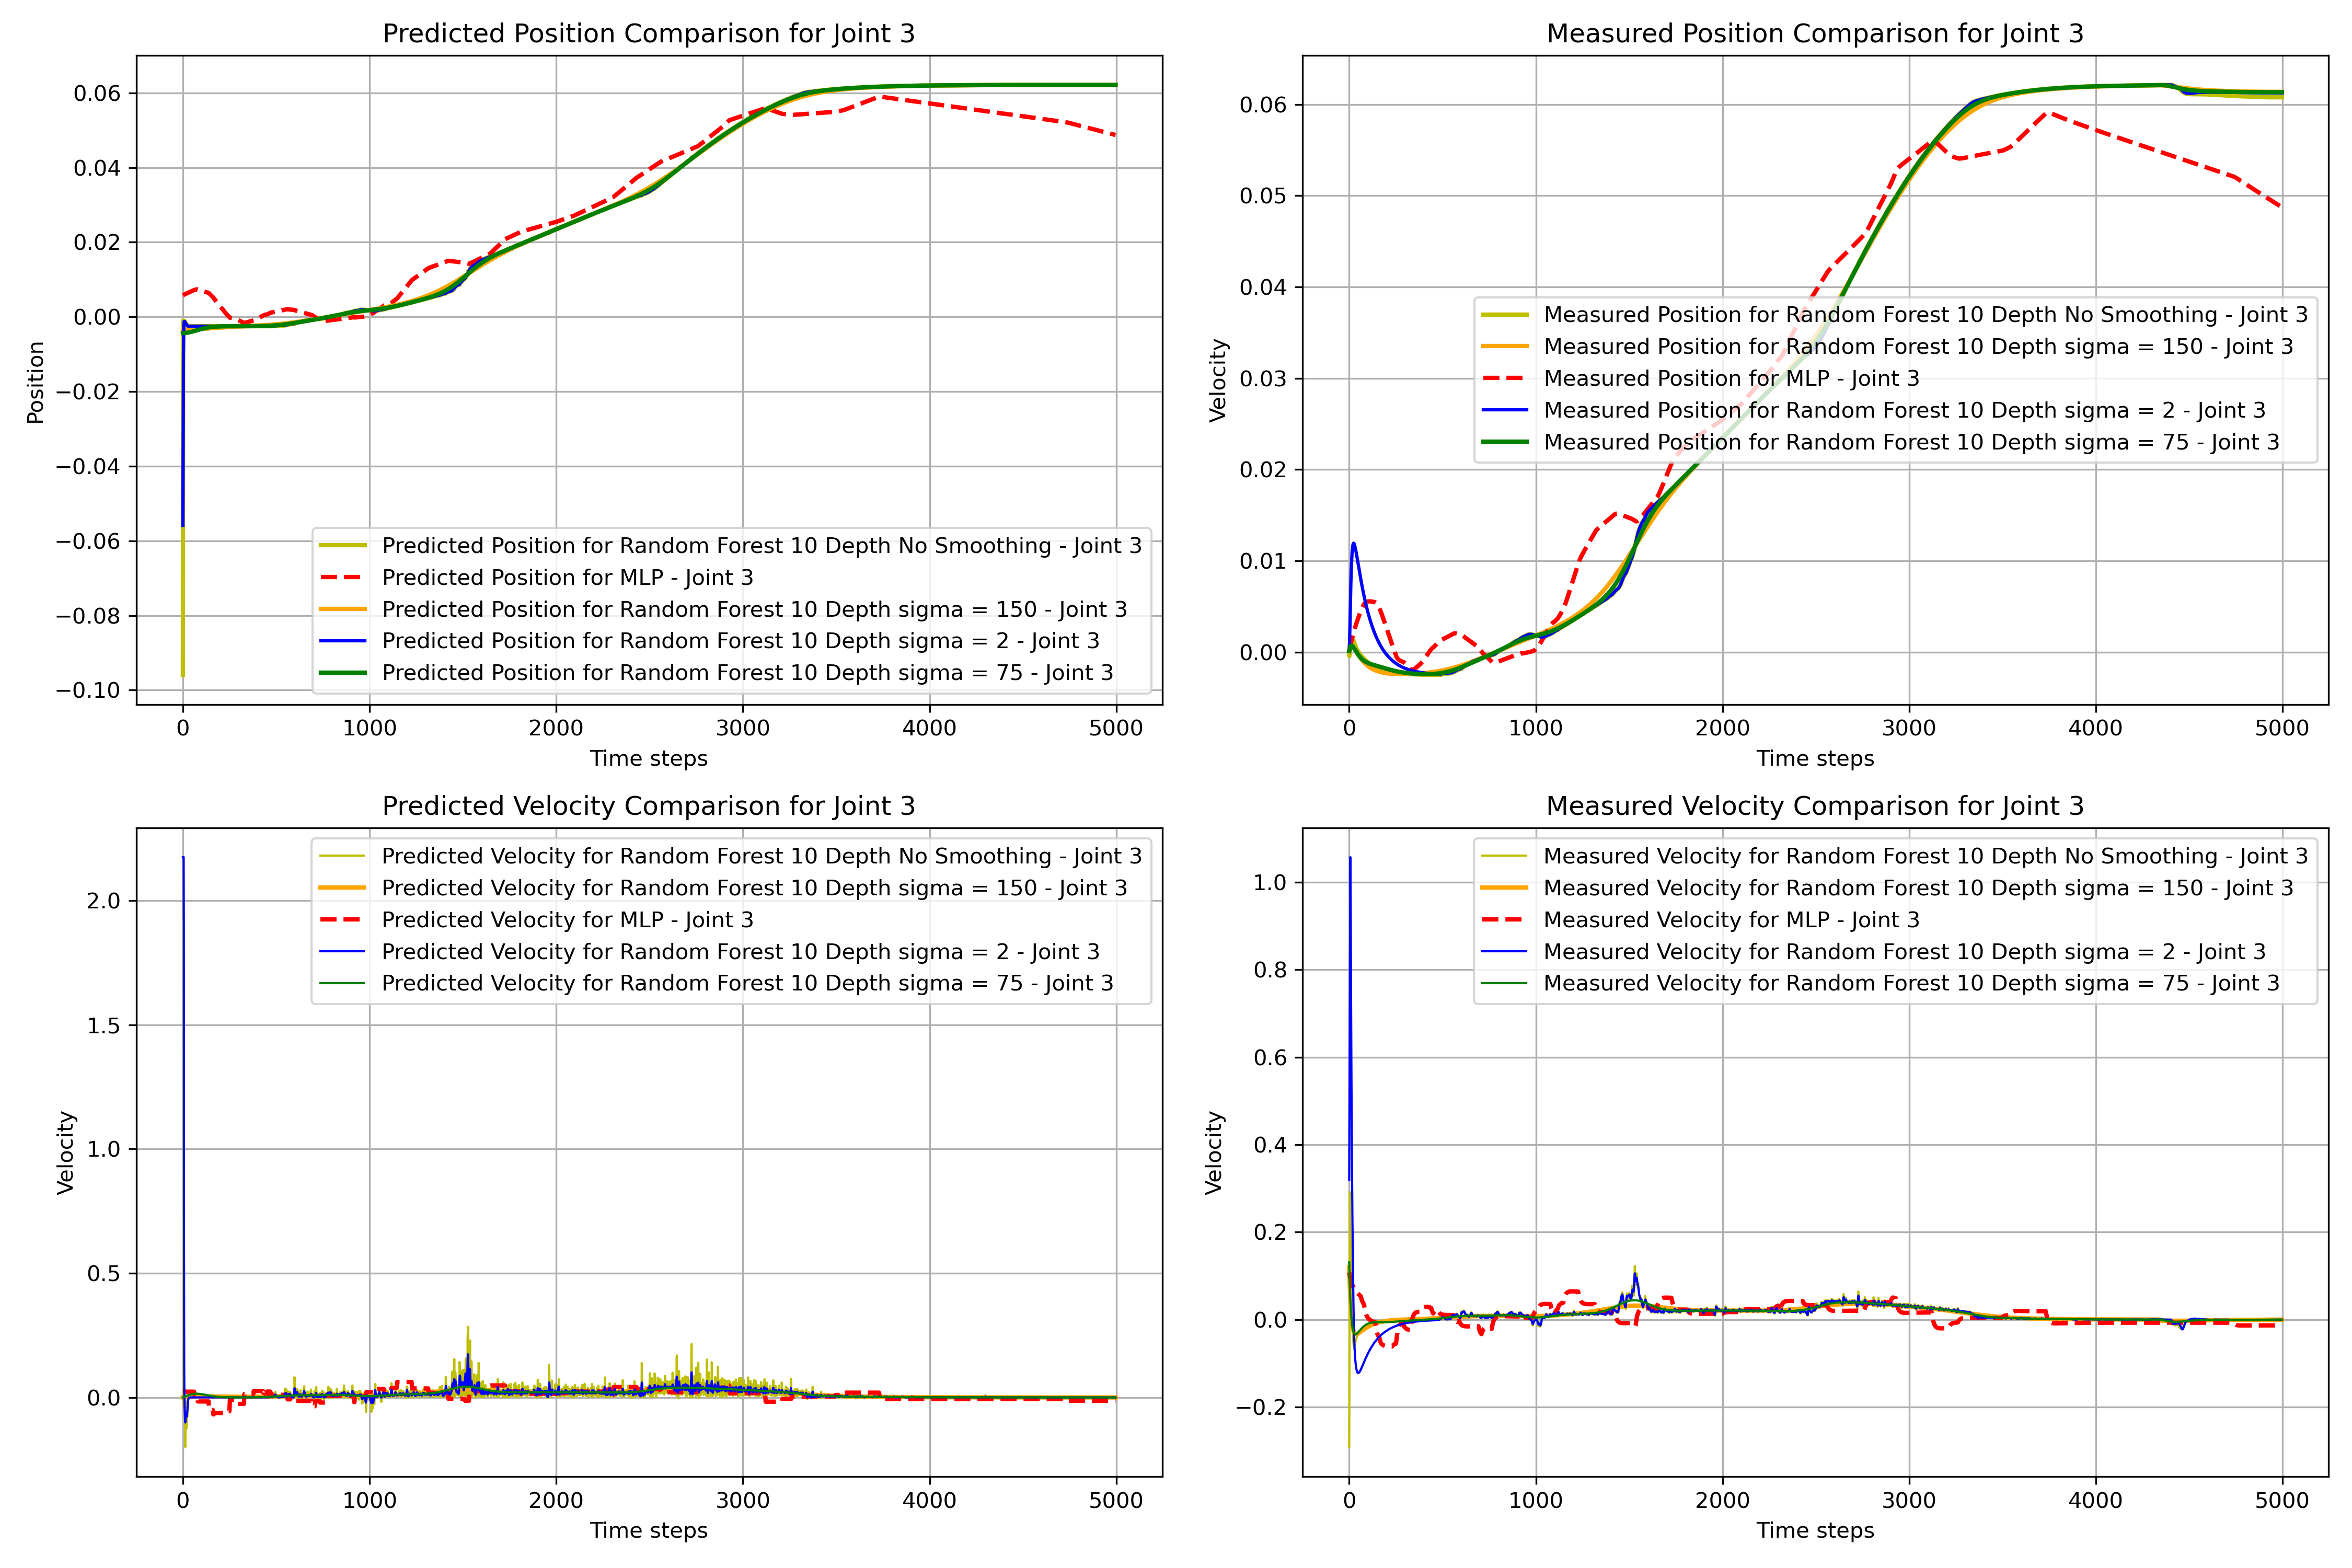 Predicted Position Comparison for Joint 3
0.06
0.04
0.02
0.00
−0.02
−0.04
−0.06
−0.08
−0.10
Position
Predicted Position for Random Forest 10 Depth No Smoothing - Joint 3
Predicted Position for MLP - Joint 3
Predicted Position for Random Forest 10 Depth sigma = 150 - Joint 3
Predicted Position for Random Forest 10 Depth sigma = 2 - Joint 3
Predicted Position for Random Forest 10 Depth sigma = 75 - Joint 3
0 1000 2000 3000 4000 5000
Time steps
Measured Position Comparison for Joint 3
0.06
0.05
0.04
0.03
0.02
0.01
0.00
Velocity
Measured Position for Random Forest 10 Depth No Smoothing - Joint 3
Measured Position for Random Forest 10 Depth sigma = 150 - Joint 3
Measured Position for MLP - Joint 3
Measured Position for Random Forest 10 Depth sigma = 2 - Joint 3
Measured Position for Random Forest 10 Depth sigma = 75 - Joint 3
0 1000 2000 3000 4000 5000
Time steps
Predicted Velocity Comparison for Joint 3
2.0
1.5
1.0
0.5
0.0
Velocity
Predicted Velocity for Random Forest 10 Depth No Smoothing - Joint 3
Predicted Velocity for Random Forest 10 Depth sigma = 150 - Joint 3
Predicted Velocity for MLP - Joint 3
Predicted Velocity for Random Forest 10 Depth sigma = 2 - Joint 3
Predicted Velocity for Random Forest 10 Depth sigma = 75 - Joint 3
0 1000 2000 3000 4000 5000
Time steps
Measured Velocity Comparison for Joint 3
1.0
0.8
0.6
0.4
0.2
0.0
−0.2
Velocity
Measured Velocity for Random Forest 10 Depth No Smoothing - Joint 3
Measured Velocity for Random Forest 10 Depth sigma = 150 - Joint 3
Measured Velocity for MLP - Joint 3
Measured Velocity for Random Forest 10 Depth sigma = 2 - Joint 3
Measured Velocity for Random Forest 10 Depth sigma = 75 - Joint 3
0 1000 2000 3000 4000 5000
Time steps